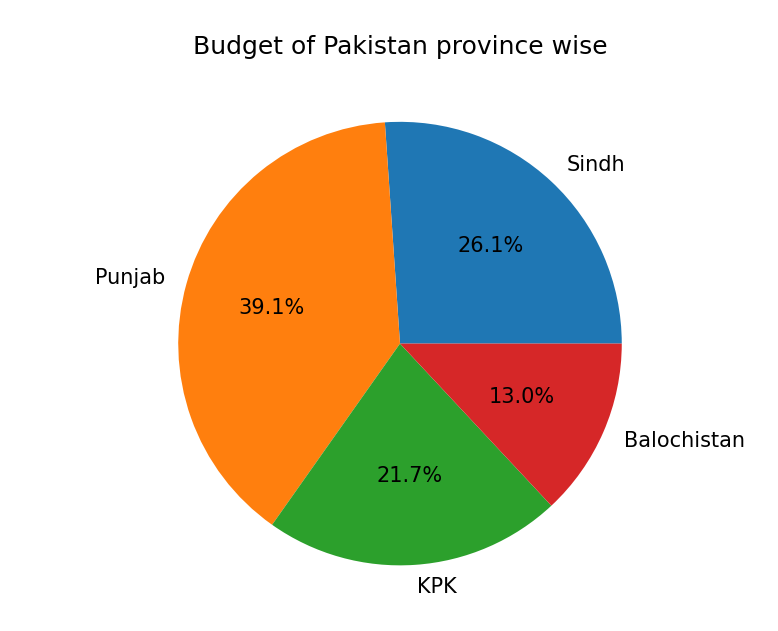 Budget of Pakistan province wise
Sindh
26.1%
Punjab
39.1%
13.0%
Balochistan
21.7%
KPK